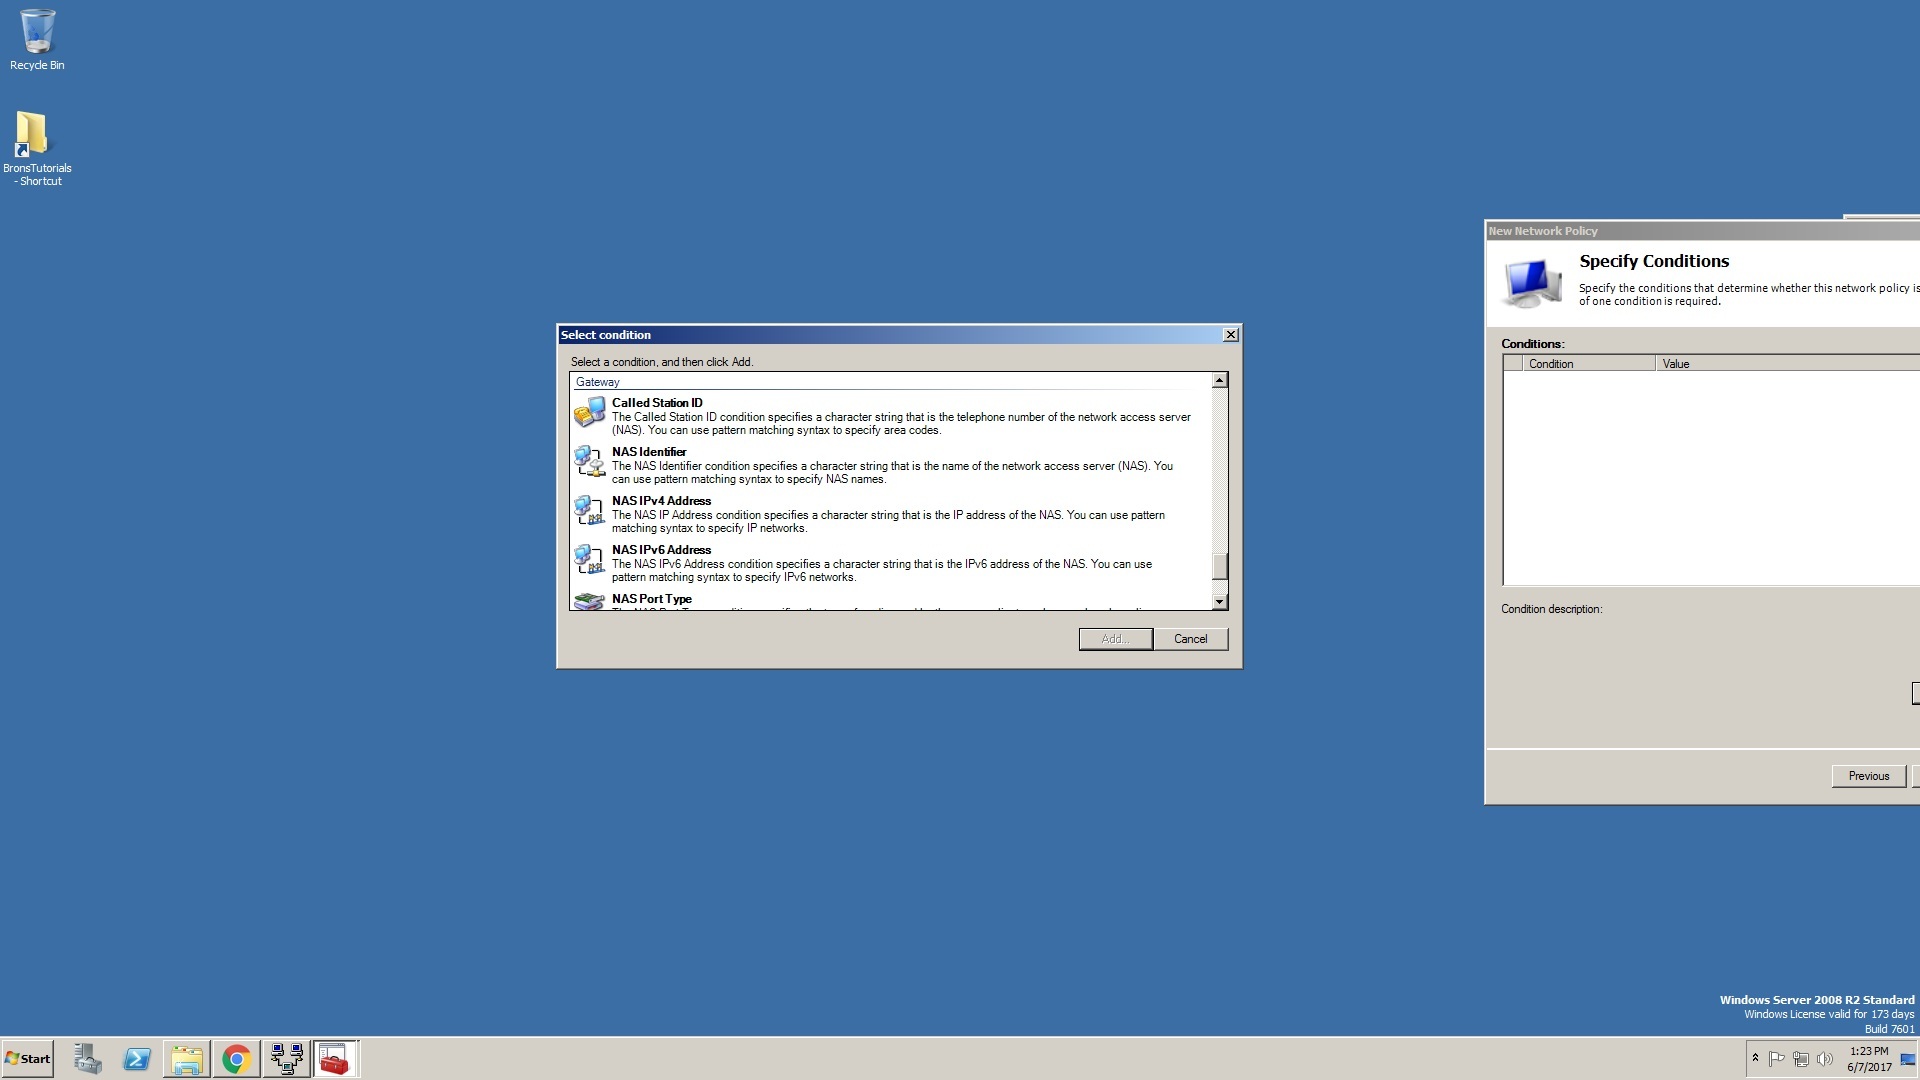 Recycle Bin
BronsTutorials
- Shortcut
New Network Policy
Specify Conditions
Specify the conditions that determine whether this network policy is
of one condition is required.
Conditions:
Condition Value
Condition description:
Previous
Select condition
Select a condition, and then click Add.
Gateway
Called Station ID
The Called Station ID condition specifies a character string that is the telephone number of the network access server
(NAS). You can use pattern matching syntax to specify area codes.
NAS Identifier
The NAS Identifier condition specifies a character string that is the name of the network access server (NAS). You
can use pattern matching syntax to specify NAS names.
NAS IPv4 Address
The NAS IP Address condition specifies a character string that is the IP address of the NAS. You can use pattern
matching syntax to specify IP networks.
NAS IPv6 Address
The NAS IPv6 Address condition specifies a character string that is the IPv6 address of the NAS. You can use
pattern matching syntax to specify IPv6 networks.
NAS Port Type
Add... Cancel
Windows Server 2008 R2 Standard
Windows License valid for 173 days
Build 7601
Start
1:23 PM
6/7/2017